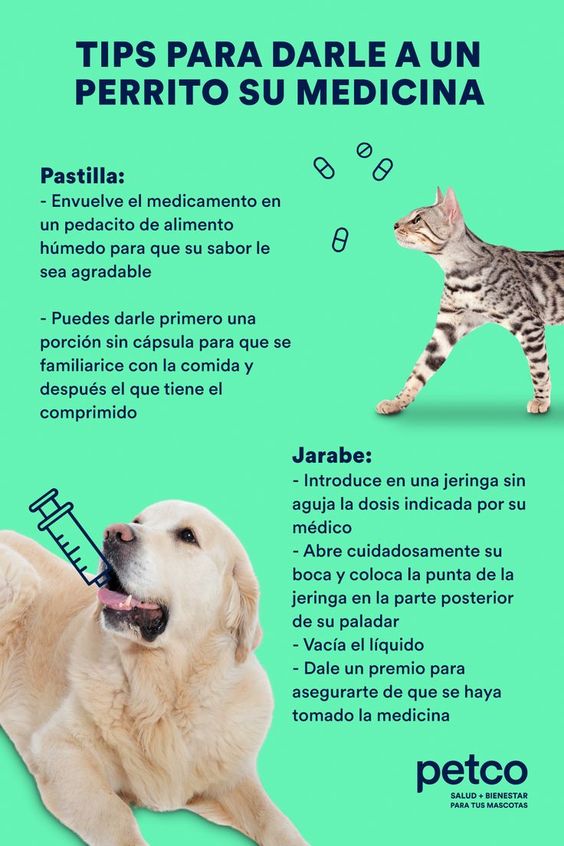 TIPS PARA DARLE A UN
PERRITO SU MEDICINA
Pastilla:
- Envuelve el medicamento en
un pedacito de alimento
húmedo para que su sabor le
sea agradable
- Puedes darle primero una
porción sin cápsula para que se
familiarice con la comida y
después el que tiene el
comprimido
Jarabe:
- Introduce en una jeringa sin
aguja la dosis indicada por su
médico
- Abre cuidadosamente su
boca y coloca la punta de la
jeringa en la parte posterior
de su paladar
- Vacía el líquido
- Dale un premio para
asegurarte de que se haya
tomado la medicina
petco
SALUD + BIENESTAR
PARA TUS MASCOTAS